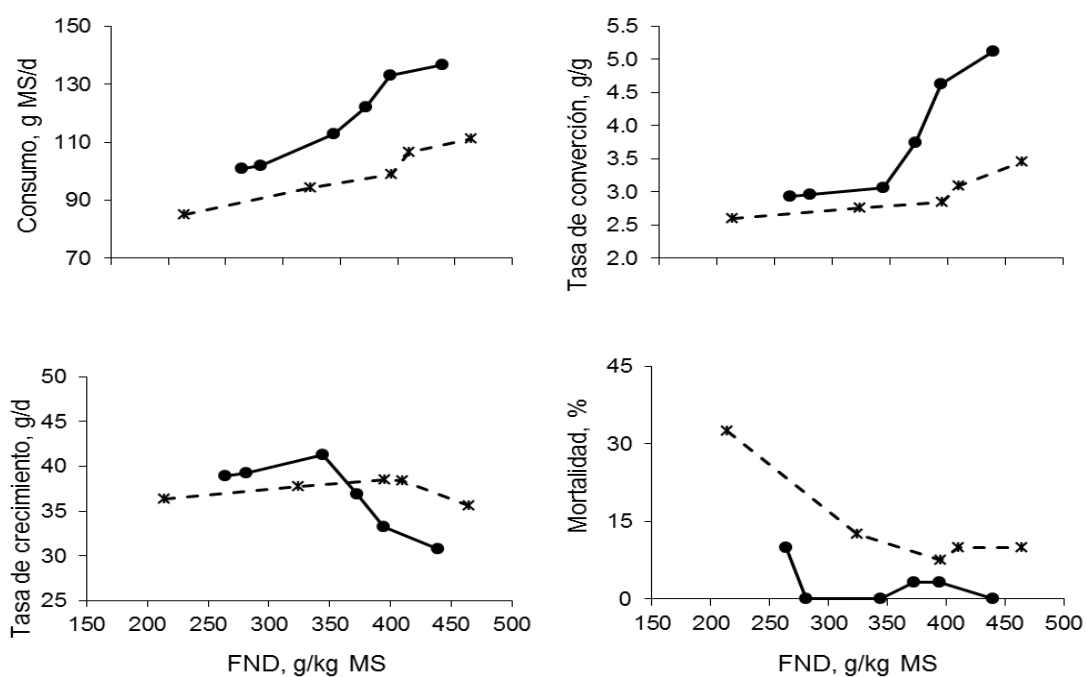 Consumo, g MS/d
150
130
110
90
70
Tasa de converción, g/g
5.5
5.0
4.5
4.0
3.5
3.0
2.5
2.0
Tasa de crecimiento, g/d
50
45
40
35
30
25
150 200 250 300 350 400 450 500
FND, g/kg MS
Mortalidad, %
45
30
15
0
150 200 250 300 350 400 450 500
FND, g/kg MS